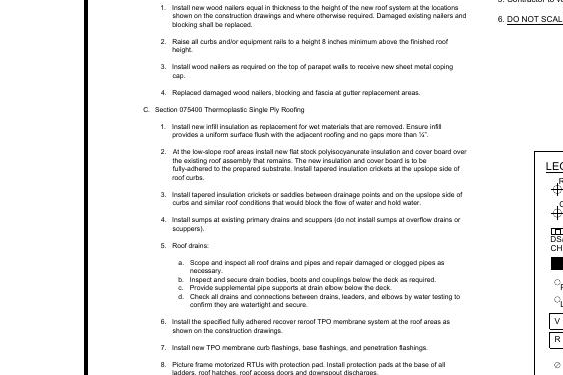 1. Install new wood nailers equal in thickness to the height of the new roof system at the locations
shown on the construction drawings and where otherwise required. Damaged existing nailers and
blocking shall be replaced.
2. Raise all curbs and/or equipment rails to a height 8 inches minimum above the finished roof
height.
3. Install wood nailers as required on the top of parapet walls to receive new sheet metal coping
cap.
4. Replaced damaged wood nailers, blocking and fascia at gutter replacement areas.
C. Section 075400 Thermoplastic Single Ply Roofing
1. Install new infill insulation as replacement for wet materials that are removed. Ensure infill
provides a uniform surface flush with the adjacent roofing and no gaps more than ¼”.
2. At the low-slope roof areas install new flat stock polyisocyanurate insulation and cover board over
the existing roof assembly that remains. The new insulation and cover board is to be
fully-adhered to the prepared substrate. Install tapered insulation crickets at the upslope side of
roof curbs.
3. Install tapered insulation crickets or saddles between drainage points and on the upslope side of
curbs and similar roof conditions that would block the flow of water and hold water.
4. Install sumps at existing primary drains and scuppers (do not install sumps at overflow drains or
scuppers).
5. Roof drains:
a. Scope and inspect all roof drains and pipes and repair damaged or clogged pipes as
necessary.
b. Inspect and secure drain bodies, boots and couplings below the deck as required.
c. Provide supplemental pipe supports at drain elbow below the deck.
d. Check all drains and connections between drains, leaders, and elbows by water testing to
confirm they are watertight and secure.
6. Install the specified fully adhered recover reroof TPO membrane system at the roof areas as
shown on the construction drawings.
7. Install new TPO membrane curb flashings, base flashings, and penetration flashings.
8. Picture frame motorized RTUs with protection pad. Install protection pads at the base of all
ladders, roof hatches, roof access doors and downspout discharges.
6. DO NOT SCAL
LEG
DS
CH
V
R